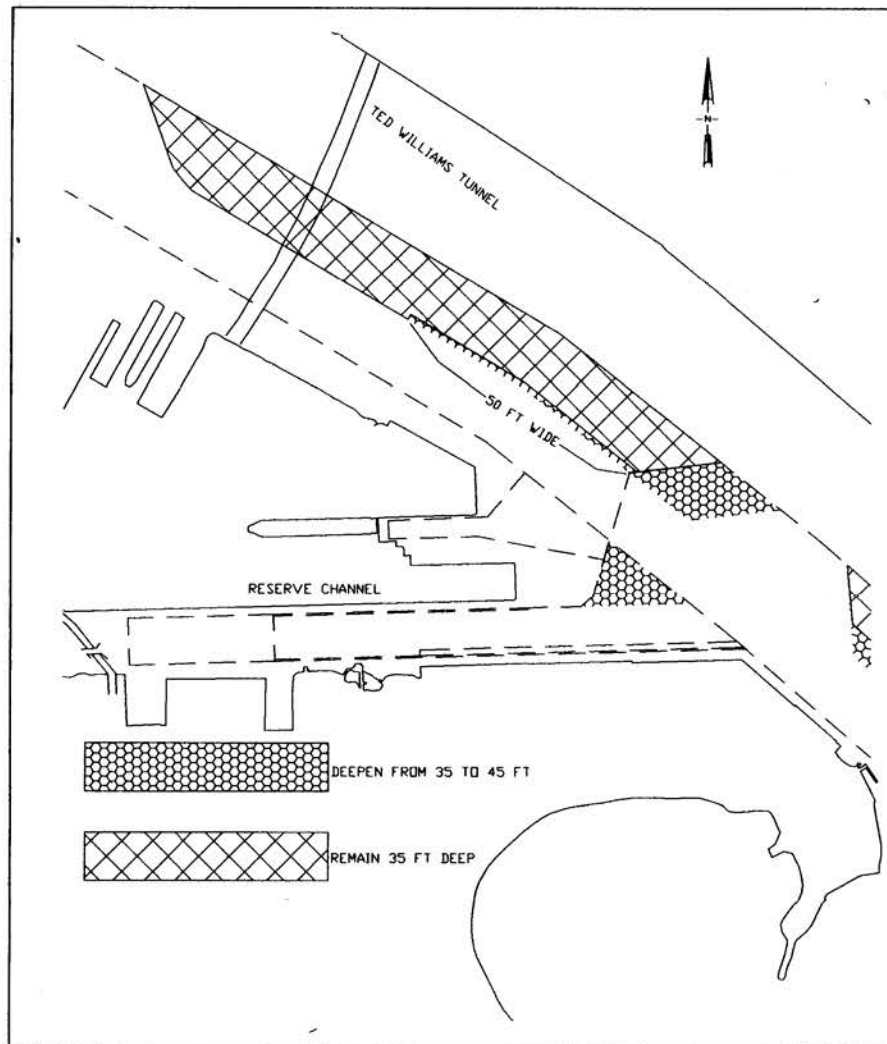 N
TED WILLIAMS TUNNEL
50 FT WIDE
RESERVE CHANNEL
DEEPEN FROM 35 TO 45 FT
REMAIN 35 FT DEEP